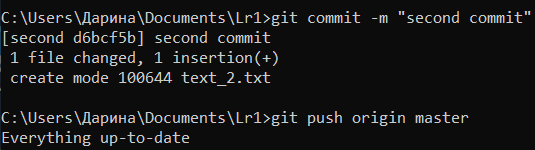 C:\Users\Дарина\Documents\Lr1>git commit -m "second commit"
[second d6bcf5b] second commit
 1 file changed, 1 insertion(+)
 create mode 100644 text_2.txt
C:\Users\Дарина\Documents\Lr1>git push origin master
Everything up-to-date